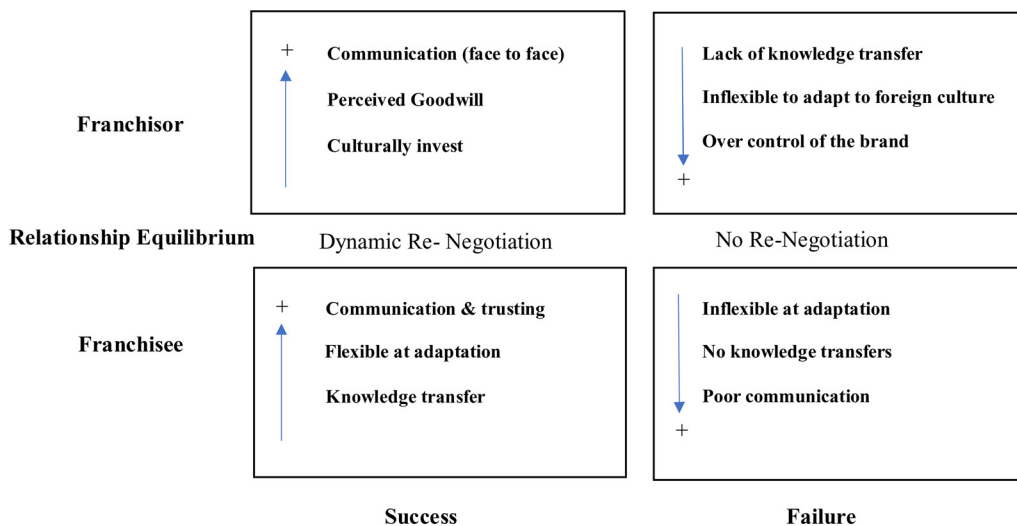 +
Communication (face to face)
Perceived Goodwill
Culturally invest
Lack of knowledge transfer
Inflexible to adapt to foreign culture
Over control of the brand
+
Franchisor
Relationship Equilibrium
Dynamic Re- Negotiation
No Re-Negotiation
+
Communication & trusting
Flexible at adaptation
Knowledge transfer
Inflexible at adaptation
No knowledge transfers
Poor communication
+
Franchisee
Success
Failure